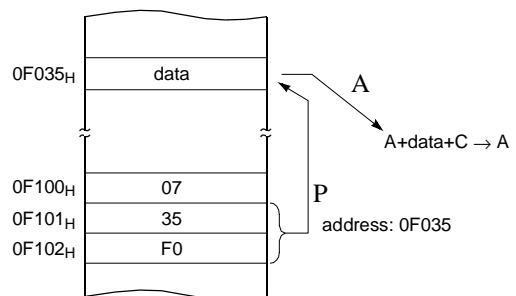 0F035H data
A
A+data+C → A
0F100H 07
P
0F101H 35
address: 0F035
0F102H F0